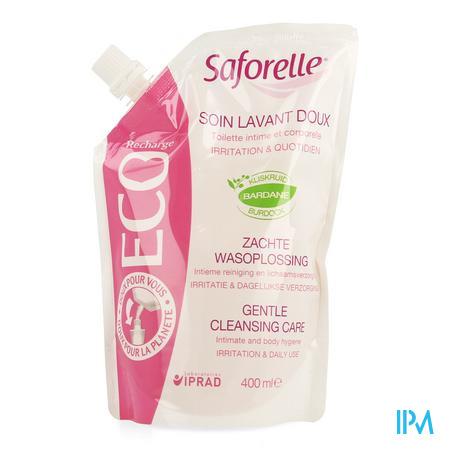 Saforelle®
SOIN LAVANT DOUX
Toilette intime et corporelle
IRRITATION & QUOTIDIEN
KLISKRUID
BARDANE
BURDOCK
ZACHTE
WASOPLOSSING
Intieme reiniging en lichaamsverzorging
IRRITATIE & DAGELIJKSE VERZORGING
GENTLE
CLEANSING CARE
Intimate and body hygiene
IRRITATION & DAILY USE
laboratoires
IPRAD
400 ml e
Recharge
ECO
POUR VOUS
POUR LA PLANETE
IPM